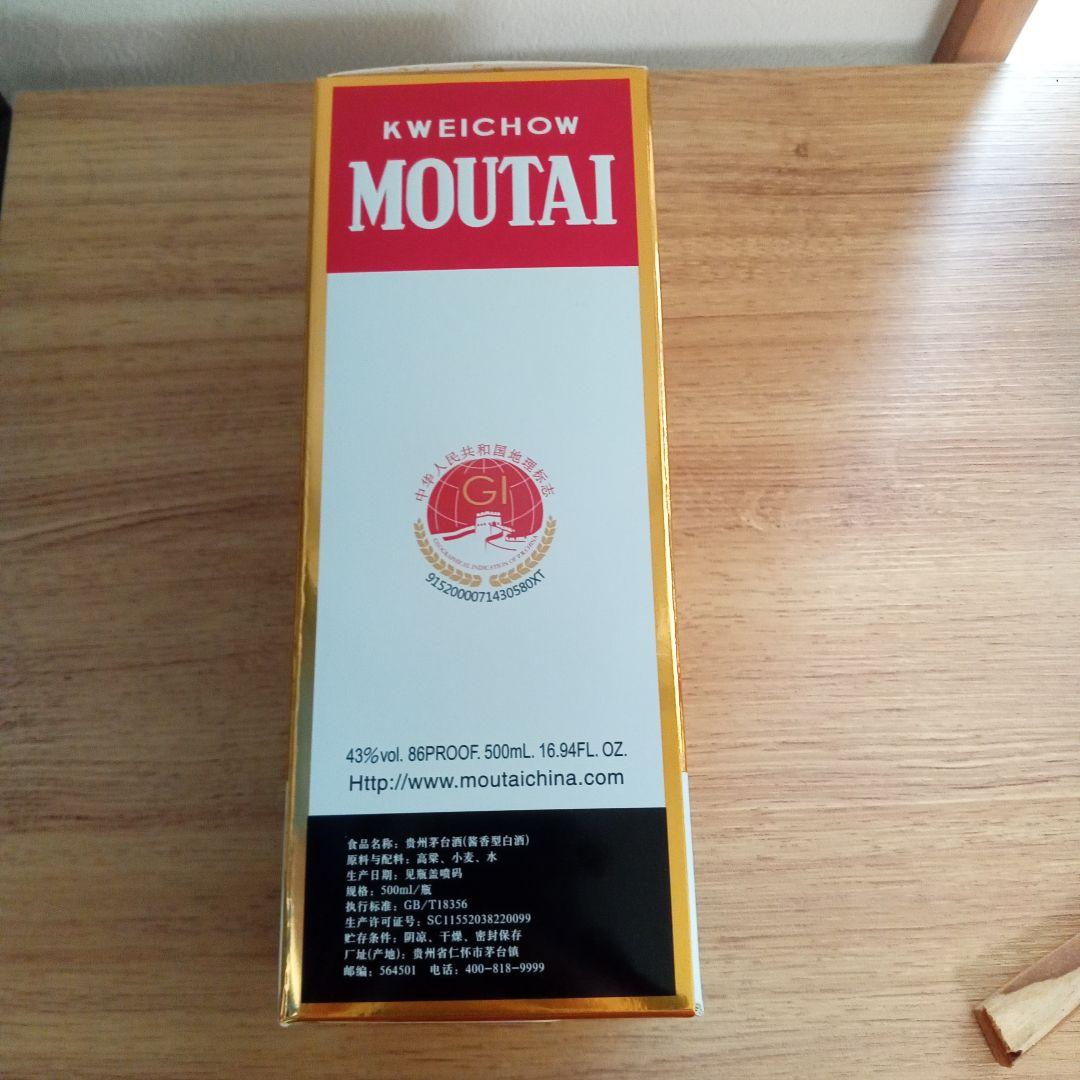 KWEICHOW
MOUTAI
中华人民共和国地理标志
GI
GEOGRAPHICAL INDICATION OF P.R.CHINA
9152000071430580XT
43%vol. 86PROOF. 500mL. 16.94FL. OZ.
Http://www.moutaichina.com
食品名称: 贵州茅台酒(酱香型白酒)
原料与配料: 高粱、小麦、水
生产日期: 见瓶盖喷码
规格: 500ml/瓶
执行标准: GB/T18356
生产许可证号: SC11552038220099
贮存条件: 阴凉、干燥、密封保存
厂址(产地): 贵州省仁怀市茅台镇
邮编: 564501 电话: 400-818-9999